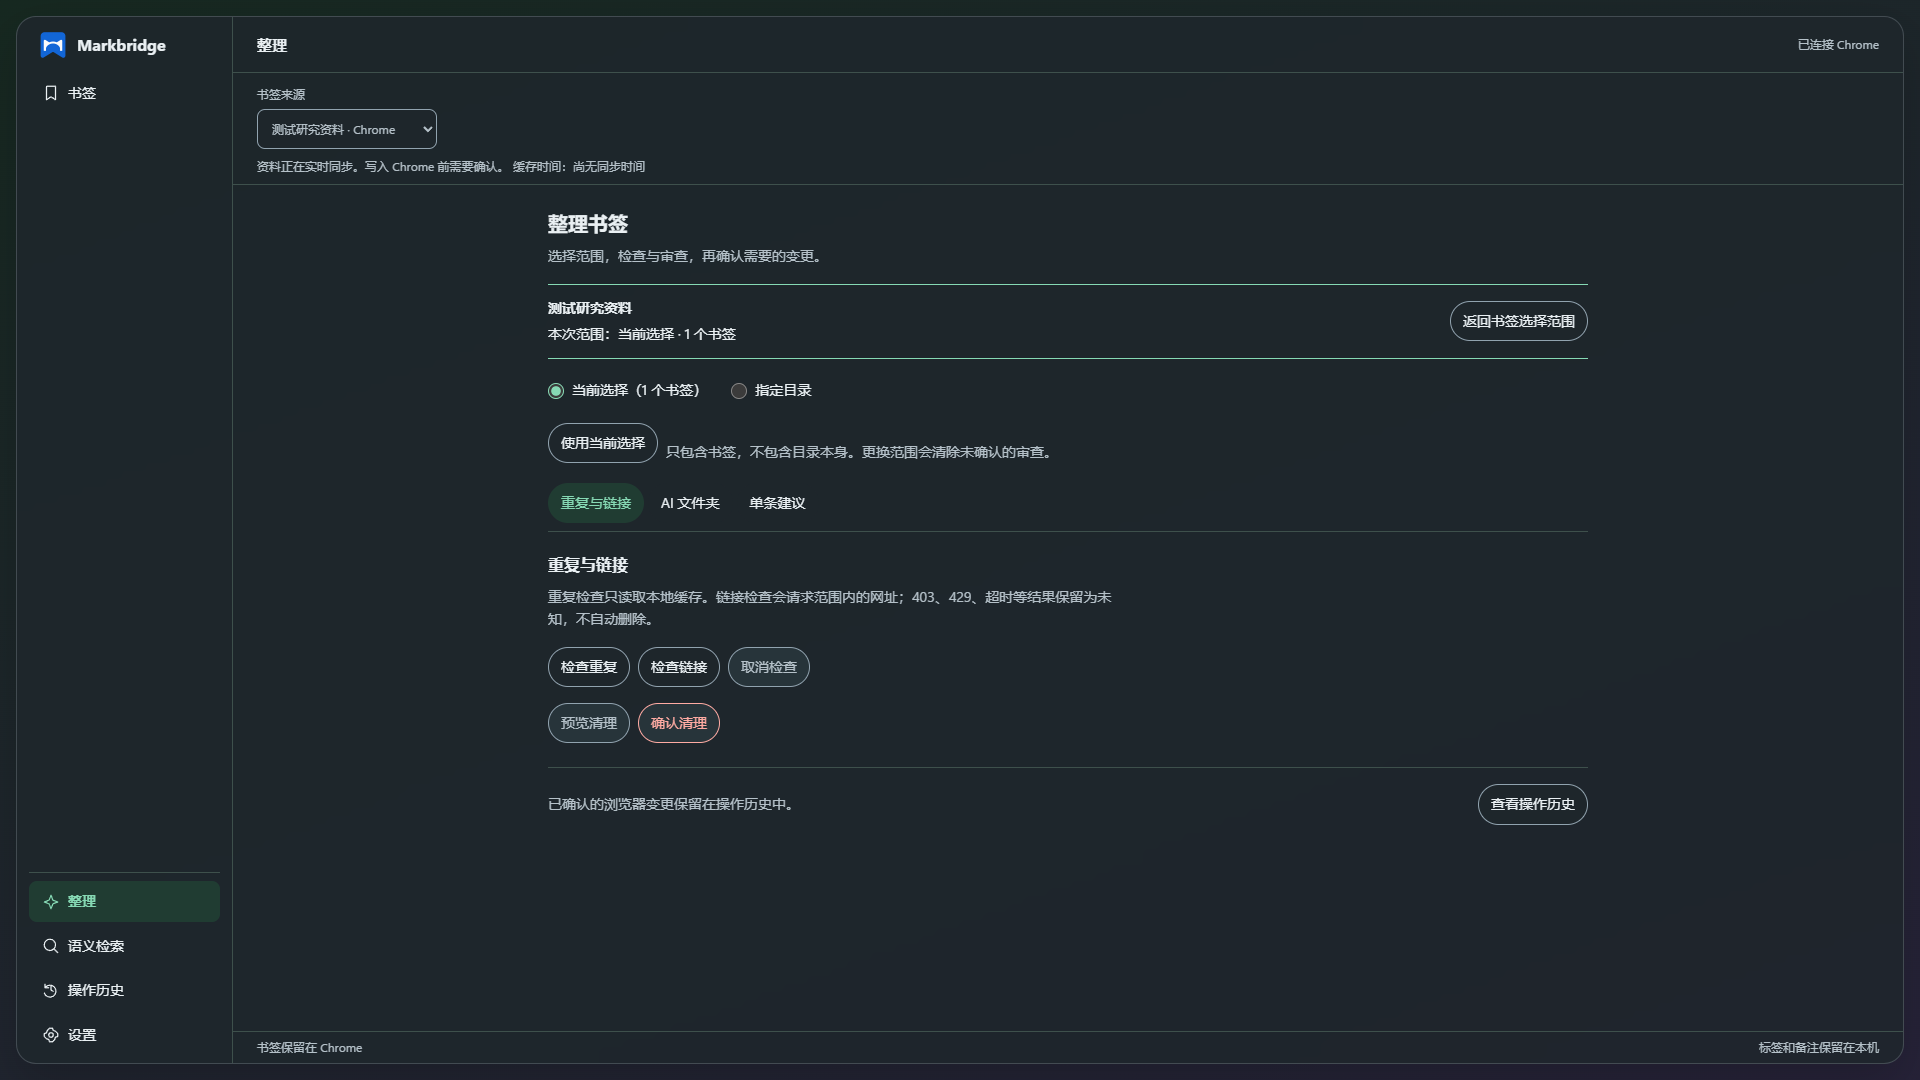 Markbridge
书签
整理
已连接 Chrome
书签来源
测试研究资料 · Chrome
资料正在实时同步。写入 Chrome 前需要确认。 缓存时间：尚无同步时间
整理书签
选择范围，检查与审查，再确认需要的变更。
测试研究资料
本次范围：当前选择 · 1 个书签
返回书签选择范围
当前选择（1 个书签）
指定目录
使用当前选择
只包含书签，不包含目录本身。更换范围会清除未确认的审查。
重复与链接
AI 文件夹
单条建议
重复与链接
重复检查只读取本地缓存。链接检查会请求范围内的网址；403、429、超时等结果保留为未
知，不自动删除。
检查重复
检查链接
取消检查
预览清理
确认清理
已确认的浏览器变更保留在操作历史中。
查看操作历史
整理
语义检索
操作历史
设置
书签保留在 Chrome
标签和备注保留在本机